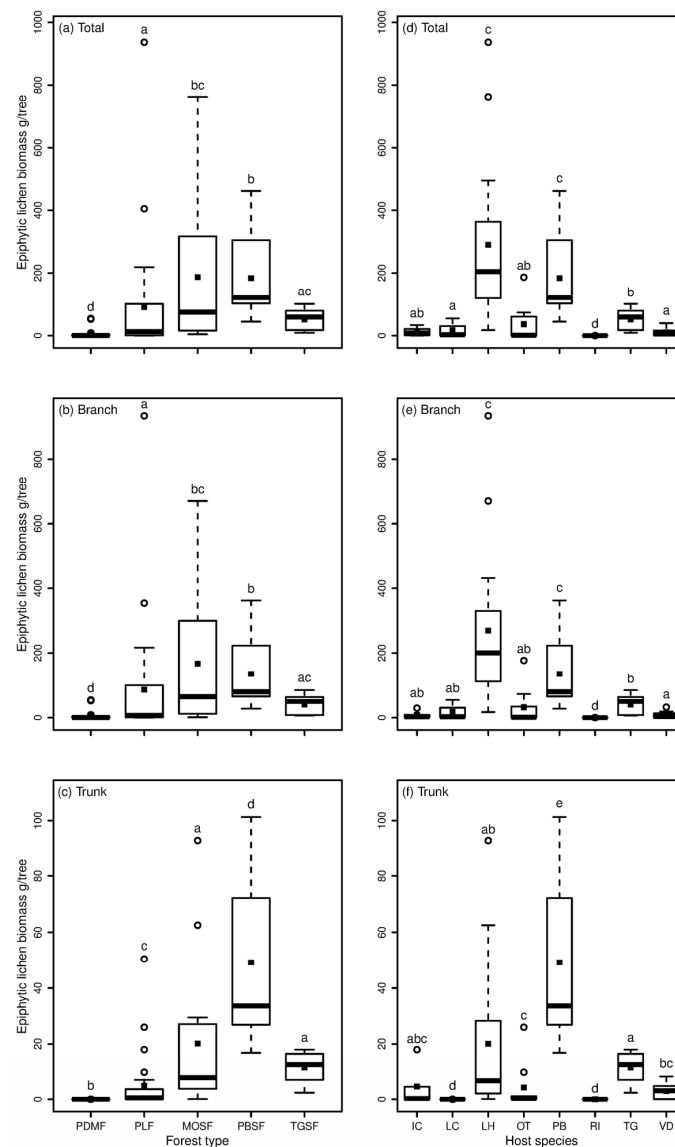 (a) Total
Epiphytic lichen biomass g/tree
0 200 400 600 800 1000
d a bc b ac
(d) Total
0 200 400 600 800 1000
ab a c ab c d b a
(b) Branch
Epiphytic lichen biomass g/tree
0 200 400 600 800
d a bc b ac
(e) Branch
0 200 400 600 800
ab ab c ab c d b a
(c) Trunk
Epiphytic lichen biomass g/tree
0 20 40 60 80 100
b c a d a
PDMF PLF MOSF PBSF TGSF
Forest type
(f) Trunk
0 20 40 60 80 100
abc d ab c e d a bc
IC LC LH OT PB RI TG VD
Host species